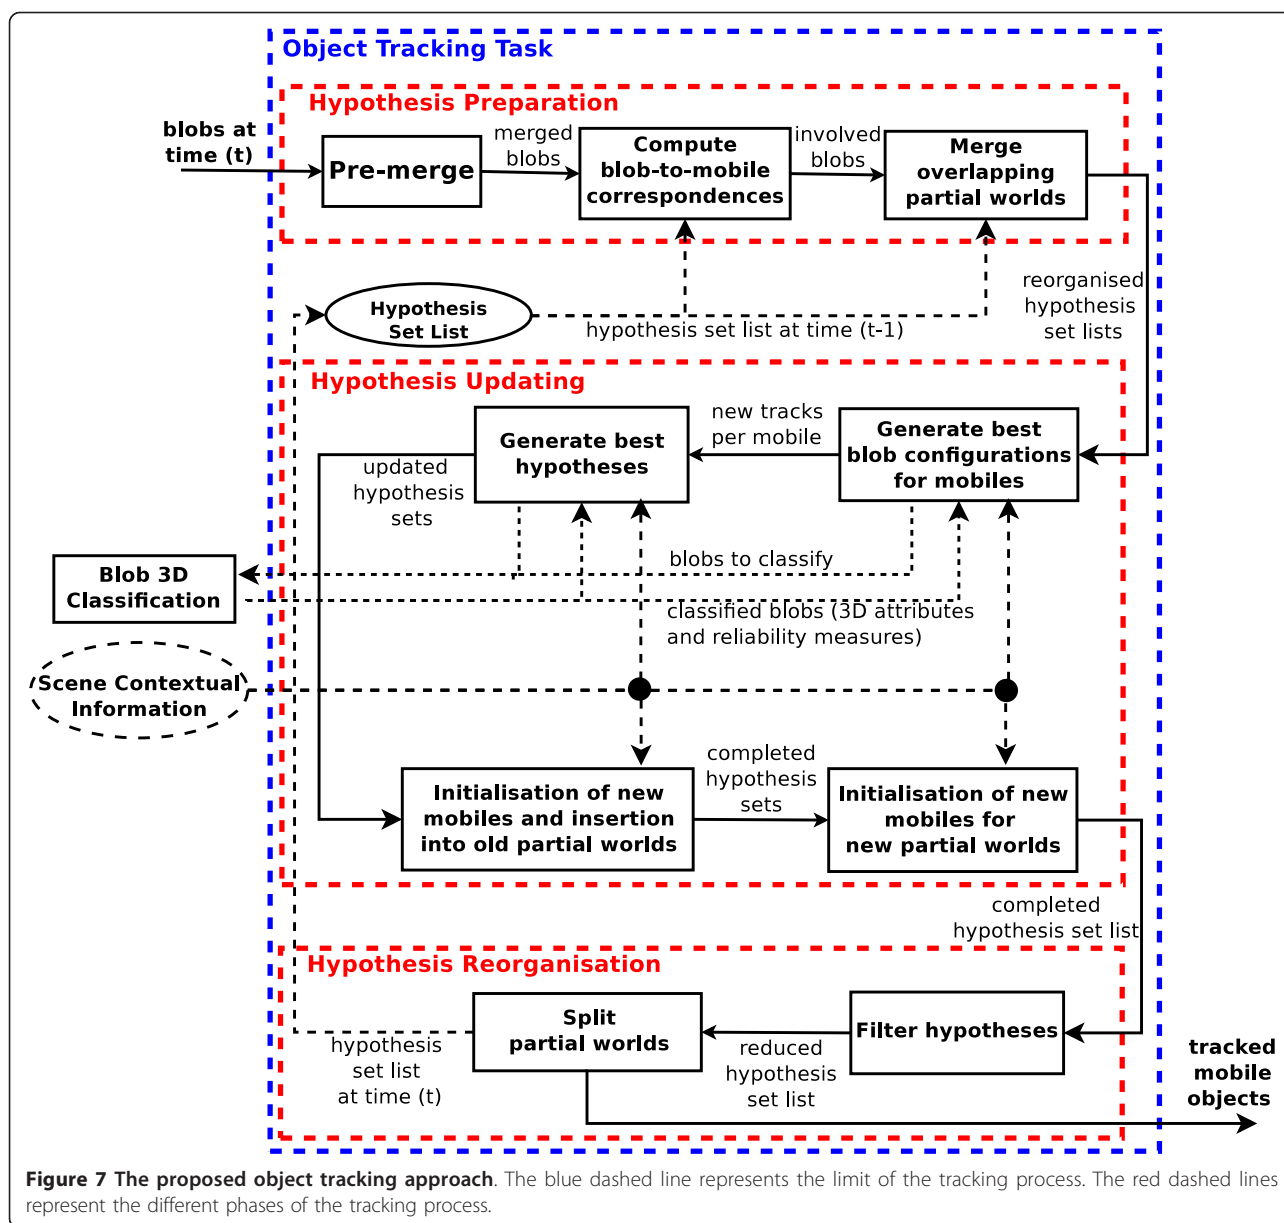 Object Tracking Task
Hypothesis Preparation
blobs at
time (t)
Pre-merge
merged
blobs
Compute
blob-to-mobile
correspondences
involved
blobs
Merge
overlapping
partial worlds
reorganised
hypothesis
set lists
Hypothesis
Set List
hypothesis set list at time (t-1)
Hypothesis Updating
Generate best
hypotheses
new tracks
per mobile
Generate best
blob configurations
for mobiles
updated
hypothesis
sets
Blob 3D
Classification
blobs to classify
classified blobs (3D attributes
and reliability measures)
Scene Contextual
Information
Initialisation of new
mobiles and insertion
into old partial worlds
completed
hypothesis
sets
Initialisation of new
mobiles for
new partial worlds
completed
hypothesis set list
Hypothesis Reorganisation
Split
partial worlds
Filter hypotheses
hypothesis
set list
at time (t)
reduced
hypothesis
set list
tracked
mobile
objects
Figure 7 The proposed object tracking approach. The blue dashed line represents the limit of the tracking process. The red dashed lines
represent the different phases of the tracking process.